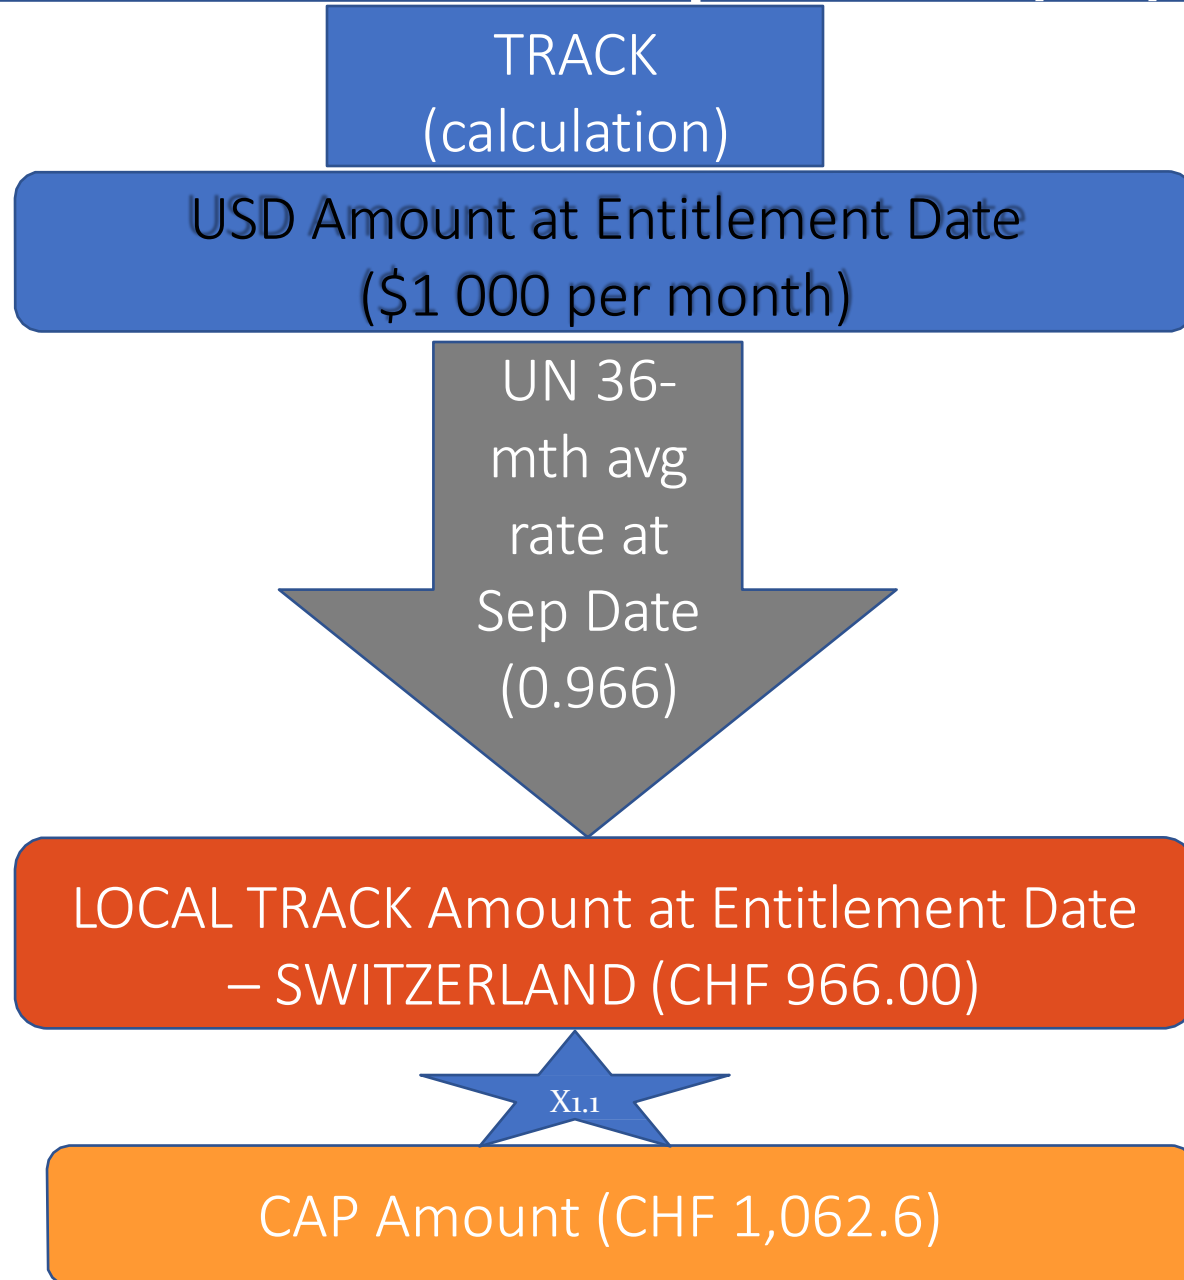 TRACK
(calculation)
USD Amount at Entitlement Date
($1 000 per month)
UN 36-
mth avg
rate at
Sep Date
(0.966)
LOCAL TRACK Amount at Entitlement Date
– SWITZERLAND (CHF 966.00)
X1.1
CAP Amount (CHF 1,062.6)